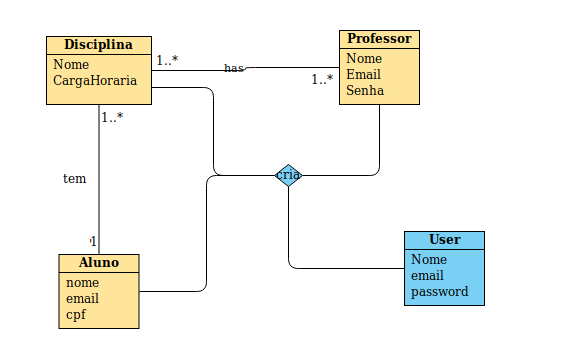 Disciplina
Nome
CargaHoraria
1..*
has
1..*
Professor
Nome
Email
Senha
1..*
tem
1
cria
Aluno
nome
email
cpf
User
Nome
email
password